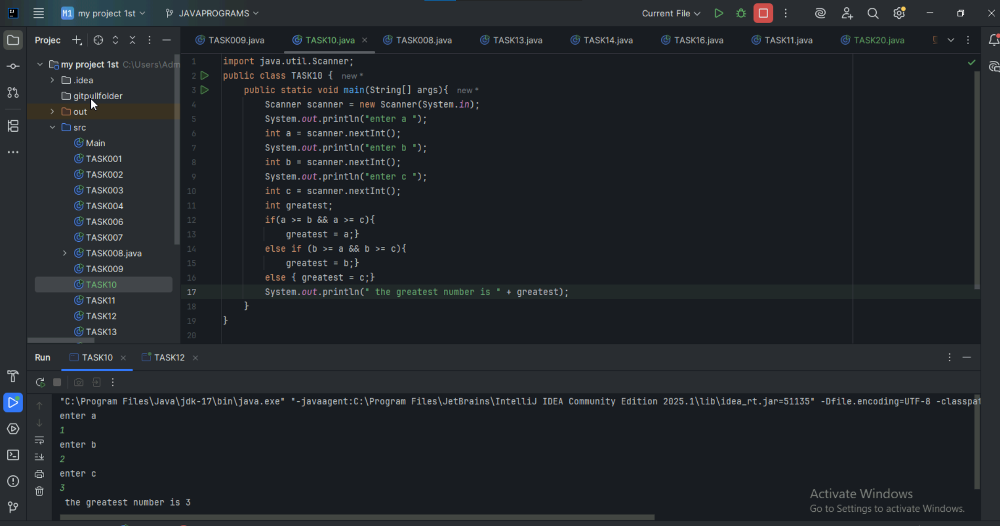 M1 my project 1st JAVAPROGRAMS Current File
Projec TASK009.java TASK10.java TASK008.java TASK13.java TASK14.java TASK16.java TASK11.java TASK20.java
my project 1st C:\Users\Adm
.idea
gitpullfolder
out
src
Main
TASK001
TASK002
TASK003
TASK004
TASK006
TASK007
TASK008.java
TASK009
TASK10
TASK11
TASK12
TASK13
1 import java.util.Scanner;
2 public class TASK10 { new *
3 public static void main(String[] args){ new *
4 Scanner scanner = new Scanner(System.in);
5 System.out.println("enter a ");
6 int a = scanner.nextInt();
7 System.out.println("enter b ");
8 int b = scanner.nextInt();
9 System.out.println("enter c ");
10 int c = scanner.nextInt();
11 int greatest;
12 if(a >= b && a >= c){
13 greatest = a;}
14 else if (b >= a && b >= c){
15 greatest = b;}
16 else { greatest = c;}
17 System.out.println(" the greatest number is " + greatest);
18 }
19 }
20
Run TASK10 TASK12
"C:\Program Files\Java\jdk-17\bin\java.exe" "-javaagent:C:\Program Files\JetBrains\IntelliJ IDEA Community Edition 2025.1\lib\idea_rt.jar=51135" -Dfile.encoding=UTF-8 -classpat
enter a
1
enter b
2
enter c
3
the greatest number is 3
Activate Windows
Go to Settings to activate Windows.